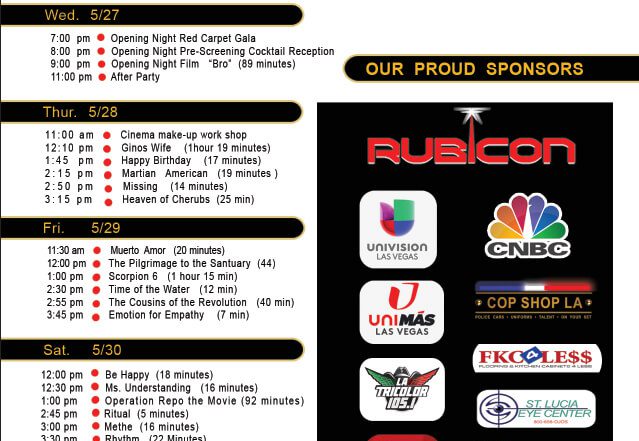 Wed. 5/27
7:00 pm ● Opening Night Red Carpet Gala
8:00 pm ● Opening Night Pre-Screening Cocktail Reception
9:00 pm ● Opening Night Film “Bro” (89 minutes)
11:00 pm ● After Party
Thur. 5/28
11:00 am ● Cinema make-up work shop
12:10 pm ● Ginos Wife (1hour 19 minutes)
1:45 pm ● Happy Birthday (17 minutes)
2:15 pm ● Martian American (19 minutes )
2:50 pm ● Missing (14 minutes)
3:15 pm ● Heaven of Cherubs (25 min)
Fri. 5/29
11:30 am ● Muerto Amor (20 minutes)
12:00 pm ● The Pilgrimage to the Santuary (44)
1:00 pm ● Scorpion 6 (1 hour 15 min)
2:30 pm ● Time of the Water (12 min)
2:55 pm ● The Cousins of the Revolution (40 min)
3:45 pm ● Emotion for Empathy (7 min)
Sat. 5/30
12:00 pm ● Be Happy (18 minutes)
12:30 pm ● Ms. Understanding (16 minutes)
1:00 pm ● Operation Repo the Movie (92 minutes)
2:45 pm ● Ritual (5 minutes)
3:00 pm ● Methe (16 minutes)
3:30 pm ● Rhythm (22 Minutes)
OUR PROUD SPONSORS
RUBICON
UNIVISION
LAS VEGAS
CNBC
UNIMÁS
LAS VEGAS
COP SHOP LA
POLICE CARS • UNIFORMS • TALENT • ON YOUR SET
LA
TRICOLOR
105.1
FKC4LE$$
FLOORING & KITCHEN CABINETS 4 LESS
ST. LUCIA
EYE CENTER